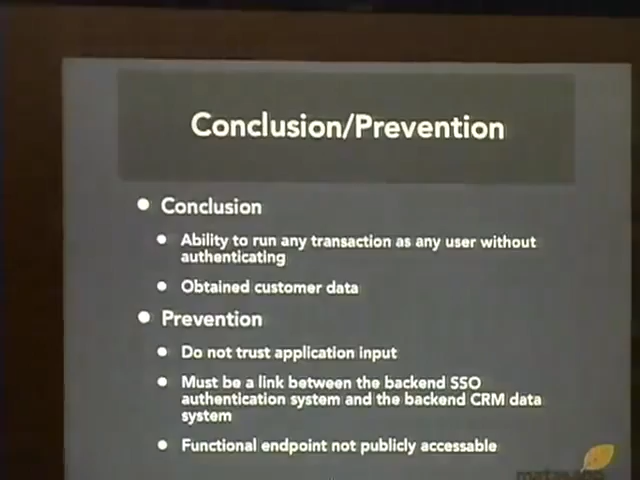 Conclusion/Prevention
Conclusion
Ability to run any transaction as any user without
authenticating
Obtained customer data
Prevention
Do not trust application input
Must be a link between the backend SSO
authentication system and the backend CRM data
system
Functional endpoint not publicly accessable